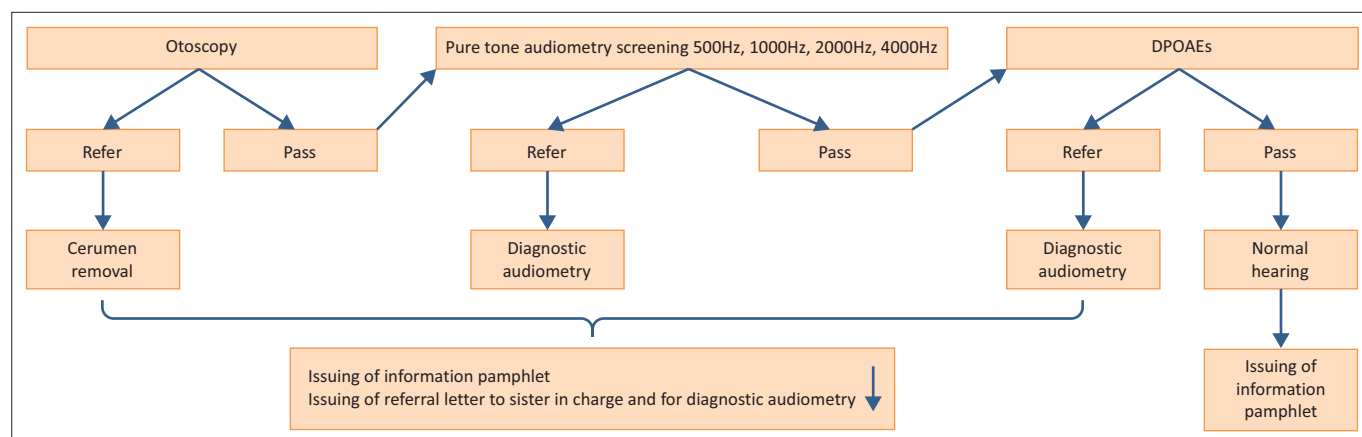 Otoscopy
Pure tone audiometry screening 500Hz, 1000Hz, 2000Hz, 4000Hz
DPOAEs
Refer
Pass
Refer
Pass
Refer
Pass
Cerumen
removal
Diagnostic
audiometry
Diagnostic
audiometry
Normal
hearing
Issuing of information pamphlet
Issuing of referral letter to sister in charge and for diagnostic audiometry
Issuing of
information
pamphlet